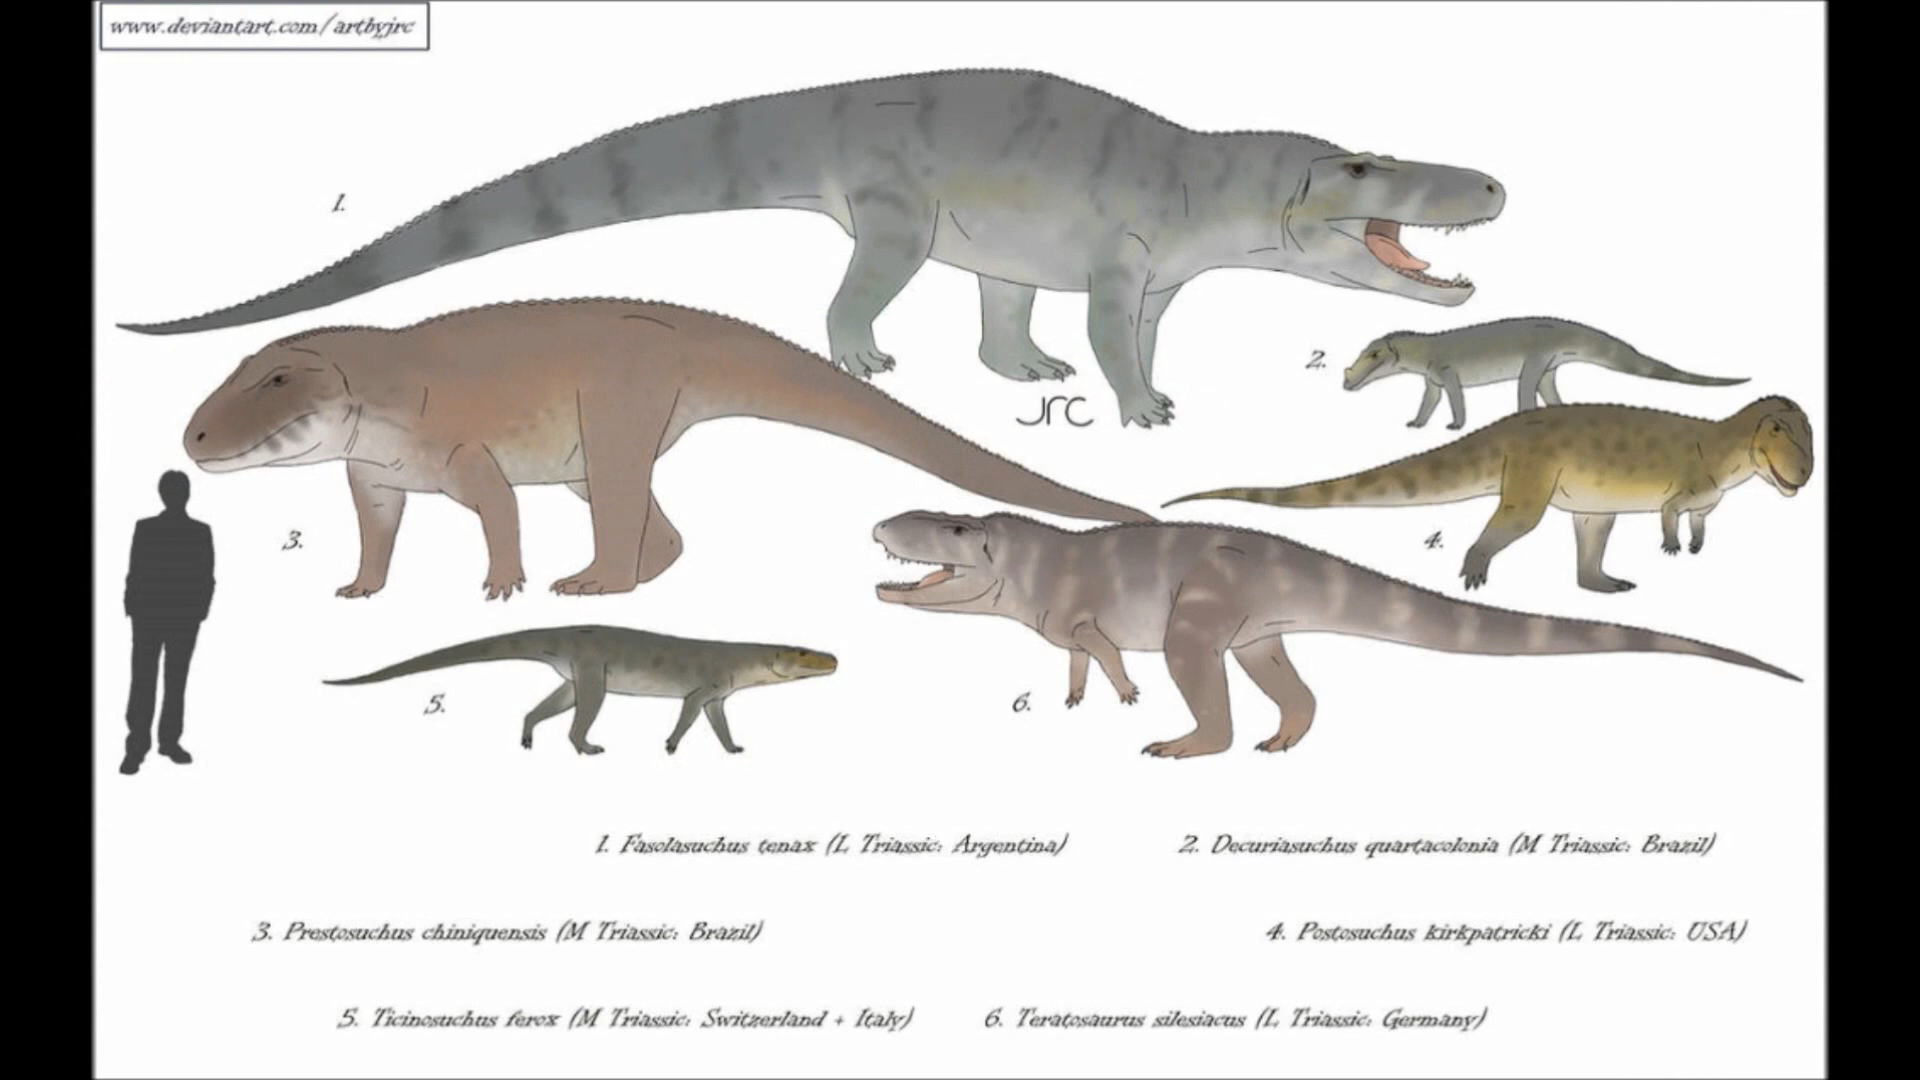 www.deviantart.com/artbyjrc
1.
2.
JRC
3.
4.
5.
6.
1. Fasolasuchus tenax (L Triassic: Argentina)
2. Decuriasuchus quartacolonia (M Triassic: Brazil)
3. Prestosuchus chiniquensis (M Triassic: Brazil)
4. Postosuchus kirkpatricki (L Triassic: USA)
5. Ticinosuchus ferox (M Triassic: Switzerland + Italy)
6. Teratosaurus silesiacus (L Triassic: Germany)